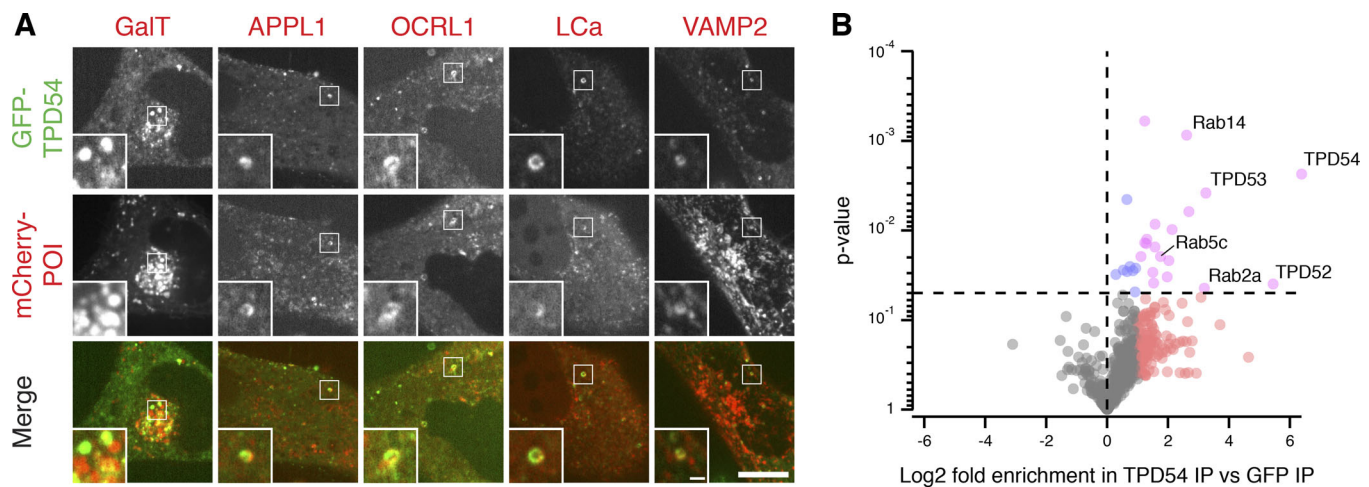 A
GalT
APPL1
OCRL1
LCa
VAMP2
GFP-
TPD54
mCherry-
POI
Merge
B
10-4
10-3
10-2
10-1
1
p-value
Rab14
TPD54
TPD53
Rab5c
Rab2a
TPD52
-6
-4
-2
0
2
4
6
Log2 fold enrichment in TPD54 IP vs GFP IP